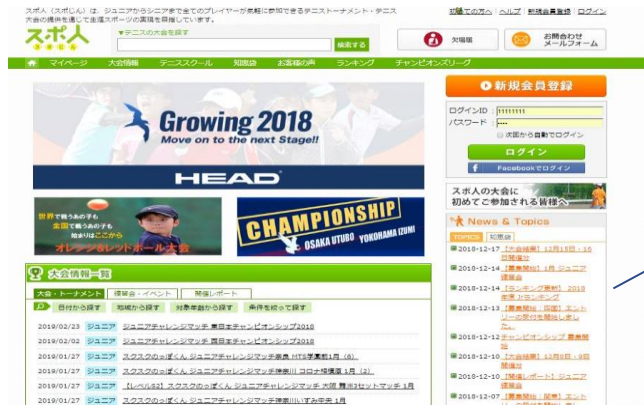 スポ人（スポじん）は、ジュニアからシニアまで全てのプレイヤーが気軽に参加できるテニストーナメント・テニス
大会の提供を通じて生涯スポーツの実現を目指しています。
初めての方へ ヘルプ 新規会員登録 ログイン
スポ人
▼テニスの大会を探す
検索する
欠場届
お問合わせ
メールフォーム
マイページ 大会情報 テニススクール 知恵袋 お客様の声 ランキング チャンピオンズリーグ
Growing 2018
Move on to the next Stage!!
HEAD
世界で戦うあの子も
全国で戦うあの子も
始まりはここから
オレンジ&レッドボール大会
CHAMPIONSHIP
OSAKA UTUBO YOKOHAMA IZUMI
新規会員登録
ログインID : 11111111
パスワード : ••••
次回から自動でログイン
ログイン
Facebookでログイン
スポ人の大会に
初めてご参加される皆様へ
News & Topics
TOPICS 知恵袋
2018-12-17 【大会結果】12月15日・16
日開催分
2018-12-14 【募集開始】1月 ジュニア
練習会
2018-12-14 【ランキング更新】 2018
年度 Jrランキング
2018-12-13 【募集開始：四国】エント
リーの受付を開始しまし
た。
2018-12-12 チャンピオンシップ 募集開
始
2018-12-10 【大会結果】12月8日・9日
開催分
2018-12-10 【開催レポート】ジュニア
練習会
2018-12-07 【募集開始：関東】エント
大会情報一覧
大会・トーナメント 練習会・イベント 開催レポート
日付から探す 地域から探す 対象年齢から探す 条件を絞って探す
2019/02/23 ジュニア ジュニアチャレンジマッチ 東日本チャンピオンシップ2018
2019/02/02 ジュニア ジュニアチャレンジマッチ 西日本チャンピオンシップ2018
2019/01/27 ジュニア スクスクのっぽくん ジュニアチャレンジマッチ奈良 MTS学園前1月（6）
2019/01/27 ジュニア スクスクのっぽくん ジュニアチャレンジマッチ神奈川 コロナ相模原 1月（2）
2019/01/27 ジュニア 【レベルS2】スクスクのっぽくん ジュニアチャレンジマッチ 大阪 舞洲3セットマッチ 1月
2019/01/27 ジュニア スクスクのっぽくん ジュニアチャレンジマッチ神奈川いずみ中央 1月